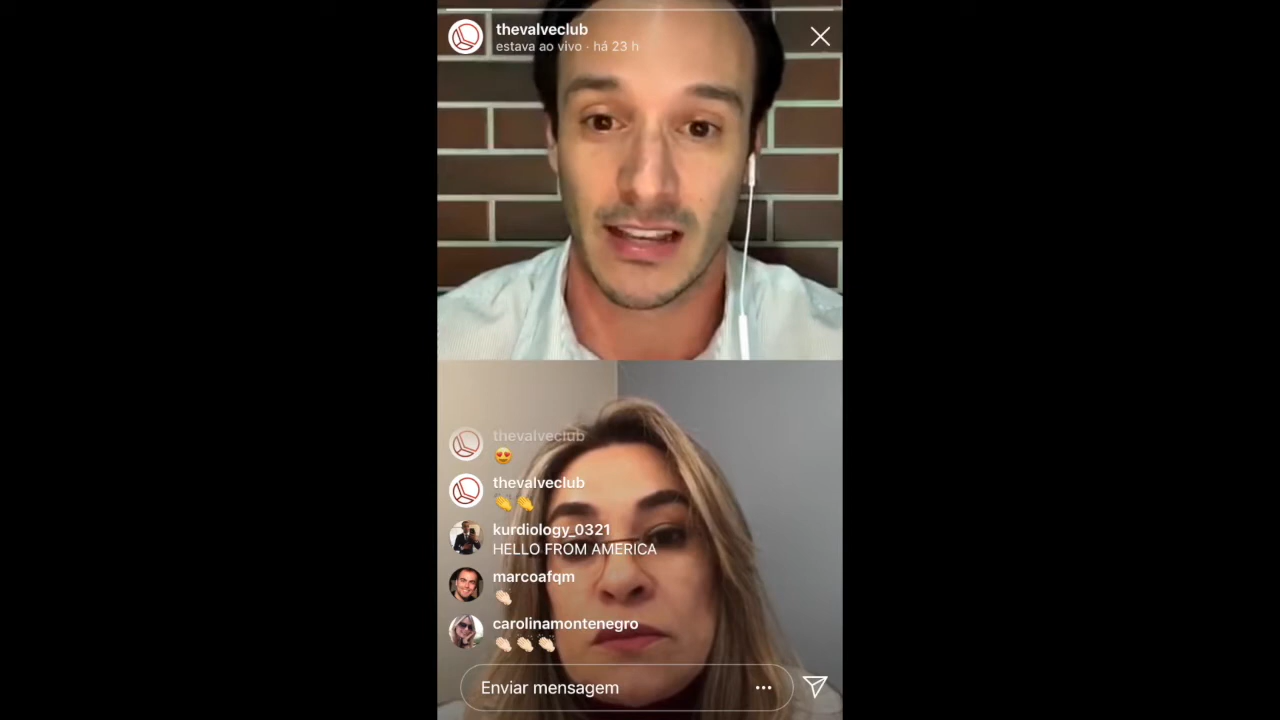 thevalveclub
estava ao vivo · há 23 h
thevalveclub
😍
thevalveclub
👏👏
kurdiology_0321
HELLO FROM AMERICA
marcoafqm
👏🏻
carolinamontenegro
👏🏻👏🏻👏🏻
Enviar mensagem